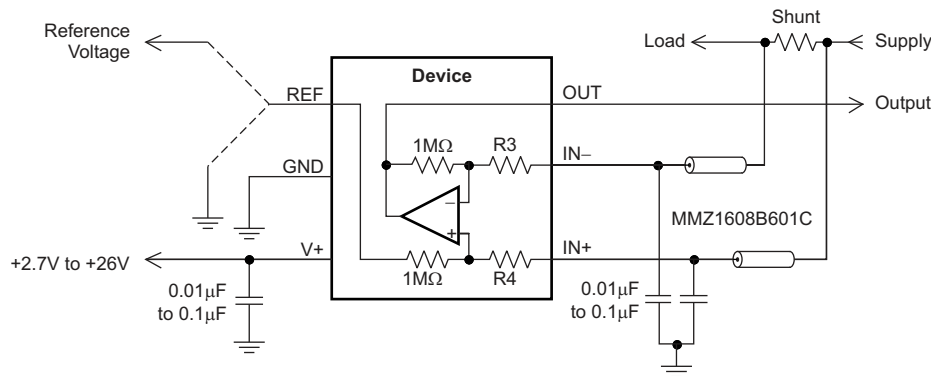 Reference
Voltage
Shunt
Load
Supply
Device
REF
OUT
Output
1MΩ
R3
IN−
GND
−
+
MMZ1608B601C
+2.7V to +26V
V+
IN+
1MΩ
R4
0.01μF
to 0.1μF
0.01μF
to 0.1μF